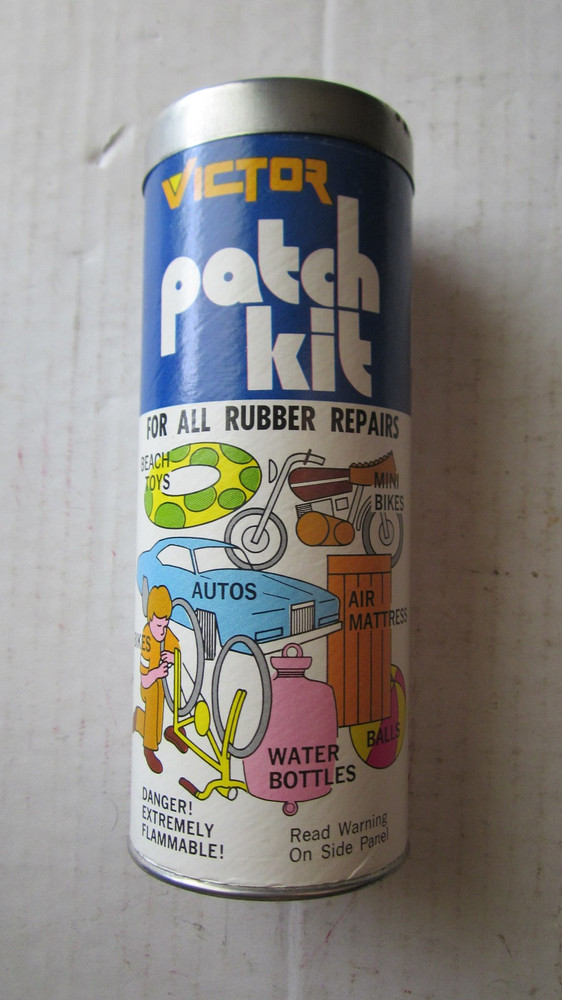 VICTOR
patch
kit
FOR ALL RUBBER REPAIRS
BEACH
TOYS
MINI
BIKES
AUTOS
AIR
MATTRESS
BALLS
WATER
BOTTLES
DANGER!
EXTREMELY
FLAMMABLE!
Read Warning
On Side Panel